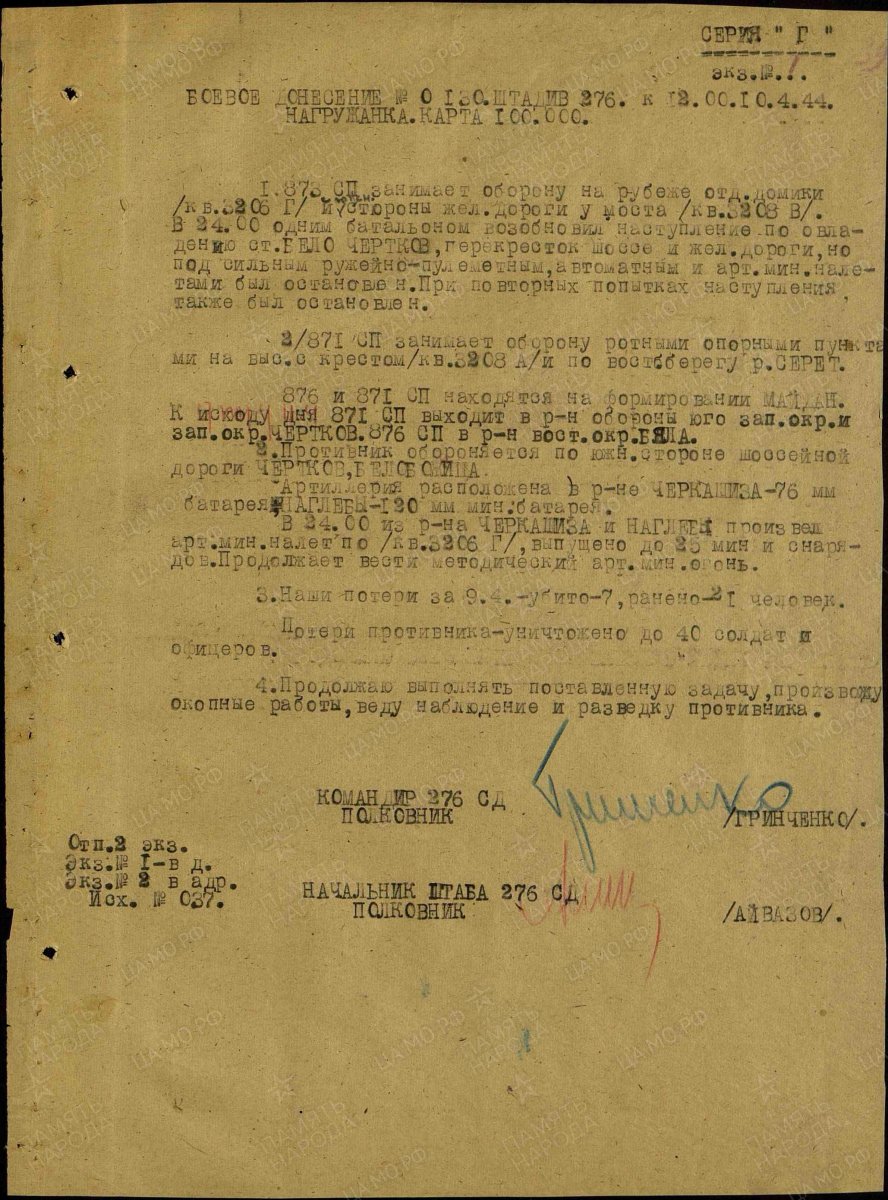 СЕРИЯ "Г"
экз.№ 1
БОЕВОЕ ДОНЕСЕНИЕ № 0130.ШТАДИВ 276. к 12.00.10.4.44.
НАГРУЖАНКА.КАРТА 100.000.
1.873 СП занимает оборону на рубеже отд.домики
/кв.3206 Г/ и стороны жел.дороги у моста /кв.3208 В/.
В 24.00 одним батальоном возобновил наступление по овла-
дению ст.БЕЛО ЧЕРТКОВ,перекресток шоссе и жел.дороги,но
под сильным ружейно-пулеметным,автоматным и арт.мин.нале-
тами был остановлен.При повторных попытках наступления
также был остановлен.
2/871 СП занимает оборону ротными опорными пункта
ми на выс.с крестом/кв.3208 А/и по вост.берегу р.СЕРЕТ.
876 и 871 СП находятся на формировании МАЙДАН.
К исходу дня 871 СП выходит в р-н обороны юго зап.окр.и
зап.окр.ЧЕРТКОВ.876 СП в р-н вост.окр.БЯЛА.
2.Противник обороняется по южн.стороне шоссейной
дороги ЧЕРТКОВ,БЕЛОБОЖИЦА.
Артиллерия расположена в р-не ЧЕРКАШИЗА-76 мм
батарея,НАГЛЕБЫ-120 мм мин.батарея.
В 24.00 из р-на ЧЕРКАШИЗА и НАГЛЕБЫ произвел
арт.мин.налет по /кв.3206 Г/,выпущено до 25 мин и снаря-
дов.Продолжает вести методический арт.мин.огонь.
3.Наши потери за 9.4.-убито-7,ранено-21 человек.
Потери противника-уничтожено до 40 солдат и
офицеров.
4.Продолжаю выполнять поставленную задачу,произвожу
окопные работы,веду наблюдение и разведку противника.
КОМАНДИР 276 СД
ПОЛКОВНИК Гринченко /ГРИНЧЕНКО/.
Отп.2 экз.
Экз.№ 1-в д.
Экз.№ 2 в адр.
Исх. № 037.
НАЧАЛЬНИК ШТАБА 276 СД
ПОЛКОВНИК /АЙВАЗОВ/.